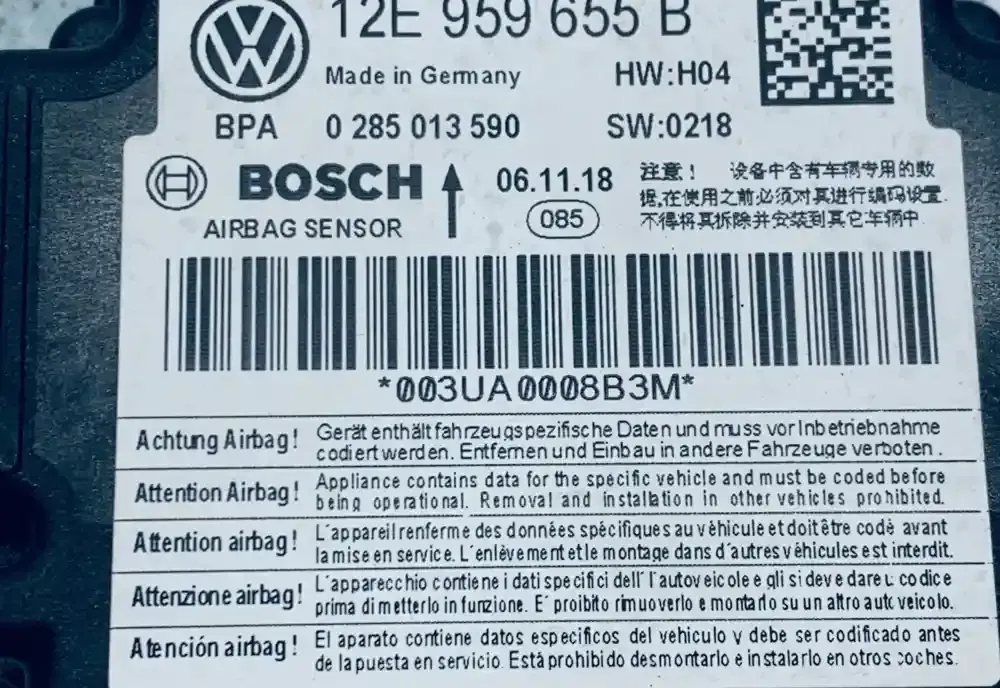 VW 12E 959 655 B
Made in Germany HW:H04
BPA 0 285 013 590 SW:0218
BOSCH 06.11.18
AIRBAG SENSOR 085
注意! 设备中含有车辆专用的数
据,在使用之前必须对其进行编码设置.
不得将其拆除并安装到其它车辆中
*003UA0008B3M*
Achtung Airbag! Gerät enthält fahrzeugspezifische Daten und muss vor Inbetriebnahme
codiert werden. Entfernen und Einbau in andere Fahrzeuge verboten.
Attention Airbag! Appliance contains data for the specific vehicle and must be coded before
being operational. Removal and installation in other vehicles prohibited.
Attention airbag! L'appareil renferme des données spécifiques au véhicule et doit être codé avant
la mise en service. L'enlèvement et le montage dans d'autres véhicules est interdit.
Attenzione airbag! L'apparecchio contiene i dati specifici dell' l'autoveicolo e gli si deve dare u codice
prima di metterlo in funzione. E' proibito rimuoverlo e montarlo su un altro autoveicolo.
Atención airbag! El aparato contiene datos especificos del vehiculo y debe ser codificado antes
de la puesta en servicio. Está prohibido desmontarlo e instalarlo en otros coches.